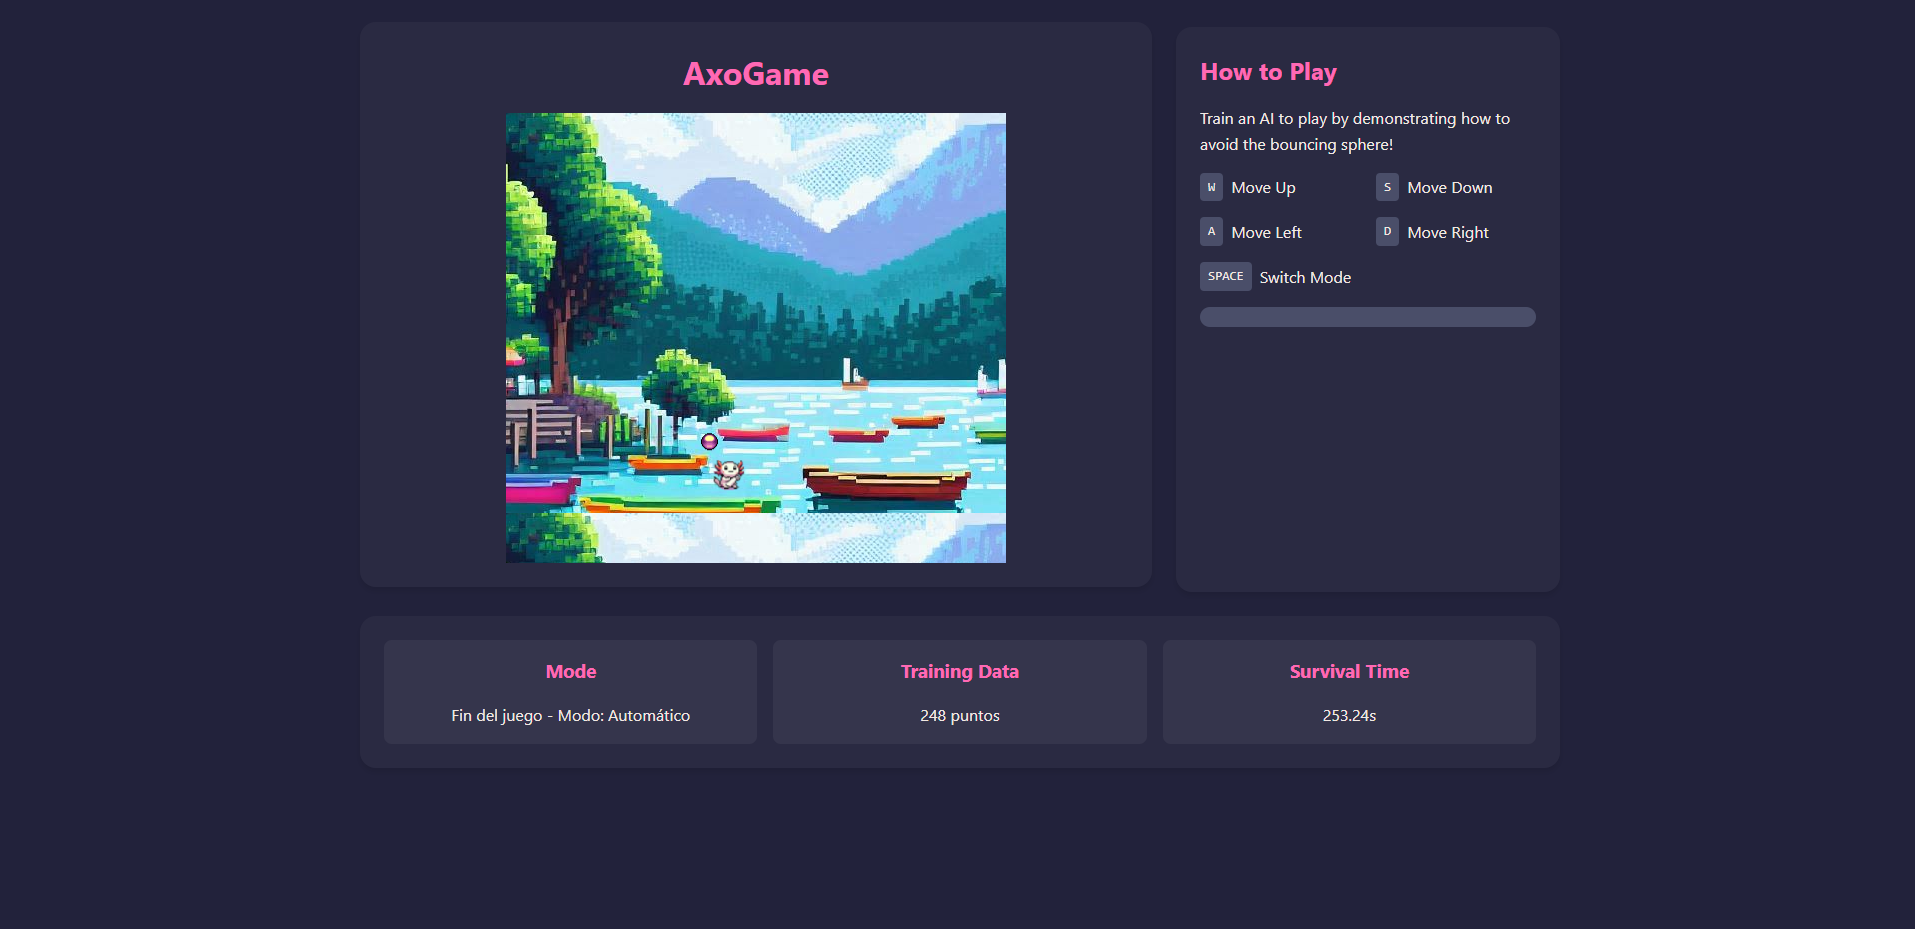 AxoGame
How to Play
Train an AI to play by demonstrating how to
avoid the bouncing sphere!
W Move Up
S Move Down
A Move Left
D Move Right
SPACE Switch Mode
Mode
Fin del juego - Modo: Automático
Training Data
248 puntos
Survival Time
253.24s